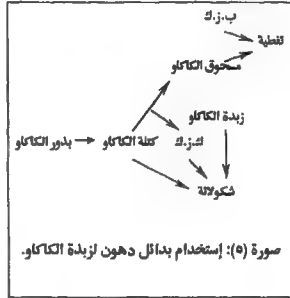 ب.ز.ك
تغطية
مسحوق الكاكاو
زبدة الكاكاو
بذور الكاكاو كتلة الكاكاو ك.ز.ك
شكولاتة
صورة (٥): إستخدام بدائل دهون لزبدة الكاكاو.